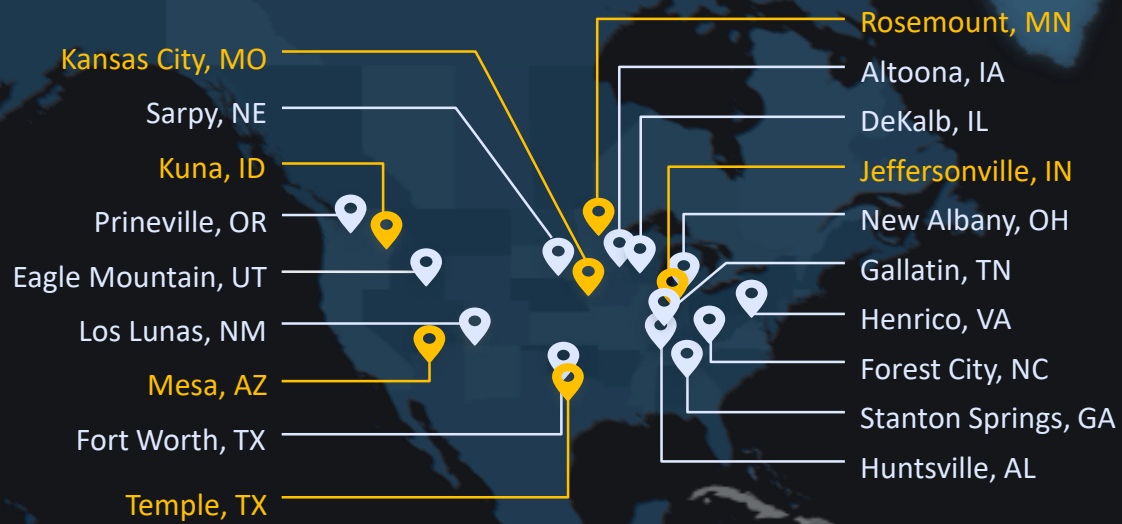 Kansas City, MO
Sarpy, NE
Kuna, ID
Prineville, OR
Eagle Mountain, UT
Los Lunas, NM
Mesa, AZ
Fort Worth, TX
Temple, TX
Rosemount, MN
Altoona, IA
DeKalb, IL
Jeffersonville, IN
New Albany, OH
Gallatin, TN
Henrico, VA
Forest City, NC
Stanton Springs, GA
Huntsville, AL